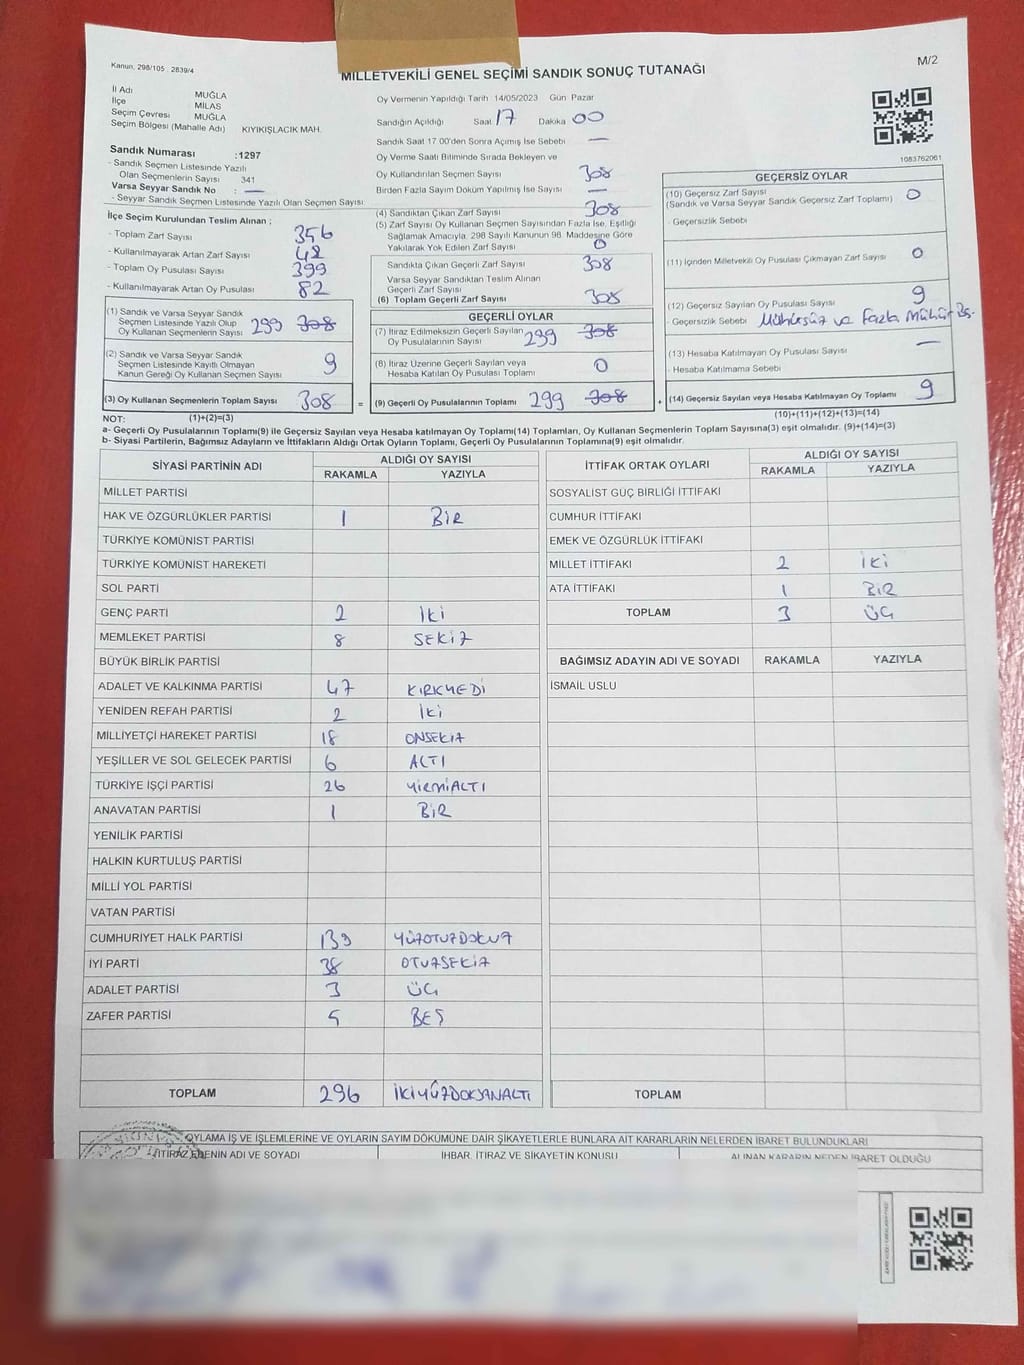 Kanun, 298/105 : 2839/4
MİLLETVEKİLİ GENEL SEÇİMİ SANDIK SONUÇ TUTANAĞI
M/2
İl Adı MUĞLA
İlçe MİLAS
Seçim Çevresi MUĞLA
Seçim Bölgesi (Mahalle Adı) KIYIKIŞLACIK MAH.
Sandık Numarası :1297
- Sandık Seçmen Listesinde Yazılı
Olan Seçmenlerin Sayısı 341
Varsa Seyyar Sandık No : —
- Seyyar Sandık Seçmen Listesinde Yazılı Olan Seçmen Sayısı:
Oy Vermenin Yapıldığı Tarih 14/05/2023 Gün Pazar
Sandığın Açıldığı Saat 17 Dakika 00
Sandık Saat 17.00'den Sonra Açılmış İse Sebebi —
Oy Verme Saati Bitiminde Sırada Bekleyen ve
Oy Kullandırılan Seçmen Sayısı 308
Birden Fazla Sayım Döküm Yapılmış İse Sayısı —
1083762061
İlçe Seçim Kurulundan Teslim Alınan ;
- Toplam Zarf Sayısı 356
- Kullanılmayarak Artan Zarf Sayısı 48
- Toplam Oy Pusulası Sayısı 399
- Kullanılmayarak Artan Oy Pusulası 82
(1) Sandık ve Varsa Seyyar Sandık
Seçmen Listesinde Yazılı Olup
Oy Kullanan Seçmenlerin Sayısı 299 308
(2) Sandık ve Varsa Seyyar Sandık
Seçmen Listesinde Kayıtlı Olmayan
Kanun Gereği Oy Kullanan Seçmen Sayısı 9
(3) Oy Kullanan Seçmenlerin Toplam Sayısı 308 =
(4) Sandıktan Çıkan Zarf Sayısı 308
(5) Zarf Sayısı Oy Kullanan Seçmen Sayısından Fazla İse, Eşitliği
Sağlamak Amacıyla, 298 Sayılı Kanunun 98. Maddesine Göre
Yakılarak Yok Edilen Zarf Sayısı 0
Sandıkta Çıkan Geçerli Zarf Sayısı 308
Varsa Seyyar Sandıktan Teslim Alınan
Geçerli Zarf Sayısı
(6) Toplam Geçerli Zarf Sayısı 308
GEÇERLİ OYLAR
(7) İtiraz Edilmeksizin Geçerli Sayılan
Oy Pusulalarının Sayısı 299 308
(8) İtiraz Üzerine Geçerli Sayılan veya
Hesaba Katılan Oy Pusulası Toplamı 0
(9) Geçerli Oy Pusulalarının Toplamı 299 308 +
GEÇERSİZ OYLAR
(10) Geçersiz Zarf Sayısı 0
(Sandık ve Varsa Seyyar Sandık Geçersiz Zarf Toplamı)
- Geçersizlik Sebebi
(11) İçinden Milletvekili Oy Pusulası Çıkmayan Zarf Sayısı 0
(12) Geçersiz Sayılan Oy Pusulası Sayısı 9
- Geçersizlik Sebebi Mühürsüz ve Fazla Mühür
(13) Hesaba Katılmayan Oy Pusulası Sayısı —
- Hesaba Katılmama Sebebi
(14) Geçersiz Sayılan veya Hesaba Katılmayan Oy Toplamı 9
NOT: (1)+(2)=(3) (10)+(11)+(12)+(13)=(14)
a- Geçerli Oy Pusulalarının Toplamı(9) ile Geçersiz Sayılan veya Hesaba katılmayan Oy Toplamı(14) Toplamları, Oy Kullanan Seçmenlerin Toplam Sayısına(3) eşit olmalıdır. (9)+(14)=(3)
b- Siyasi Partilerin, Bağımsız Adayların ve İttifakların Aldığı Ortak Oyların Toplamı, Geçerli Oy Pusulalarının Toplamına(9) eşit olmalıdır.
SİYASİ PARTİNİN ADI ALDIĞI OY SAYISI
RAKAMLA YAZIYLA
MİLLET PARTİSİ
HAK VE ÖZGÜRLÜKLER PARTİSİ 1 BİR
TÜRKİYE KOMÜNİST PARTİSİ
TÜRKİYE KOMÜNİST HAREKETİ
SOL PARTİ
GENÇ PARTİ 2 İKİ
MEMLEKET PARTİSİ 8 SEKİZ
BÜYÜK BİRLİK PARTİSİ
ADALET VE KALKINMA PARTİSİ 47 KIRKYEDİ
YENİDEN REFAH PARTİSİ 2 İKİ
MİLLİYETÇİ HAREKET PARTİSİ 18 ONSEKİZ
YEŞİLLER VE SOL GELECEK PARTİSİ 6 ALTI
TÜRKİYE İŞÇİ PARTİSİ 26 YİRMİALTI
ANAVATAN PARTİSİ 1 BİR
YENİLİK PARTİSİ
HALKIN KURTULUŞ PARTİSİ
MİLLİ YOL PARTİSİ
VATAN PARTİSİ
CUMHURİYET HALK PARTİSİ 139 YÜZOTUZDOKUZ
İYİ PARTİ 38 OTUZSEKİZ
ADALET PARTİSİ 3 ÜÇ
ZAFER PARTİSİ 5 BEŞ
TOPLAM 296 İKİYÜZDOKSANALTI
İTTİFAK ORTAK OYLARI ALDIĞI OY SAYISI
RAKAMLA YAZIYLA
SOSYALİST GÜÇ BİRLİĞİ İTTİFAKI
CUMHUR İTTİFAKI
EMEK VE ÖZGÜRLÜK İTTİFAKI
MİLLET İTTİFAKI 2 İKİ
ATA İTTİFAKI 1 BİR
TOPLAM 3 ÜÇ
BAĞIMSIZ ADAYIN ADI VE SOYADI RAKAMLA YAZIYLA
İSMAİL USLU
TOPLAM
OYLAMA İŞ VE İŞLEMLERİNE VE OYLARIN SAYIM DÖKÜMÜNE DAİR ŞİKAYETLERLE BUNLARA AİT KARARLARIN NELERDEN İBARET BULUNDUKLARI
İTİRAZ EDENİN ADI VE SOYADI İHBAR, İTİRAZ VE ŞİKAYETİN KONUSU ALINAN KARARIN NEDEN İBARET OLDUĞU